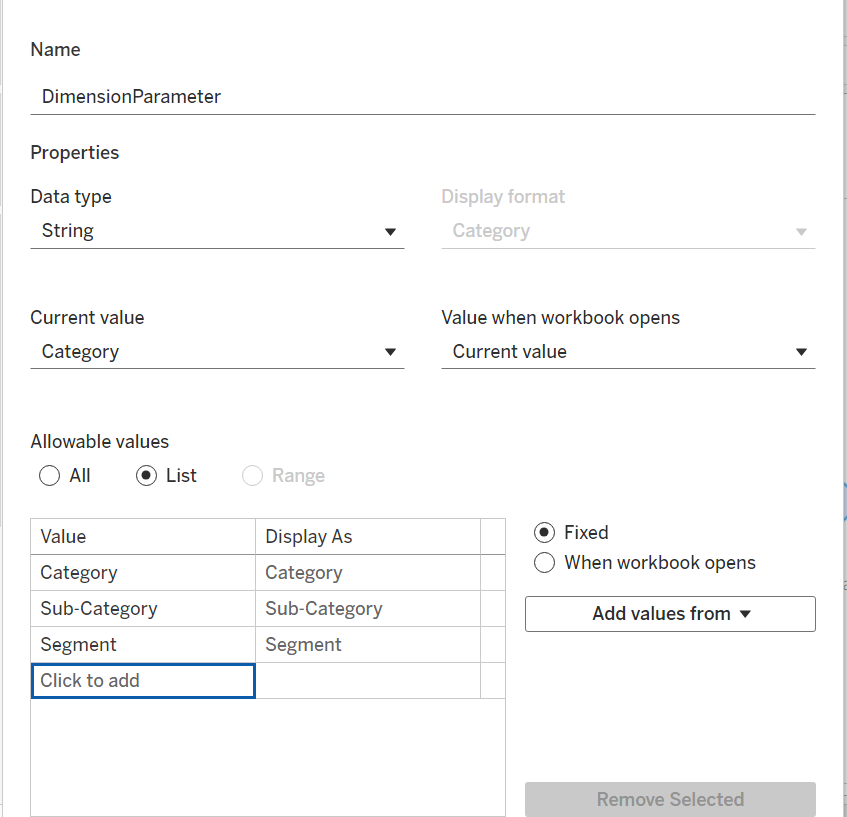 Name
DimensionParameter
Properties
Data type
Display format
String
Category
Current value
Value when workbook opens
Category
Current value
Allowable values
All
List
Range
Value
Display As
Category
Category
Sub-Category
Sub-Category
Segment
Segment
Click to add
Fixed
When workbook opens
Add values from
Remove Selected